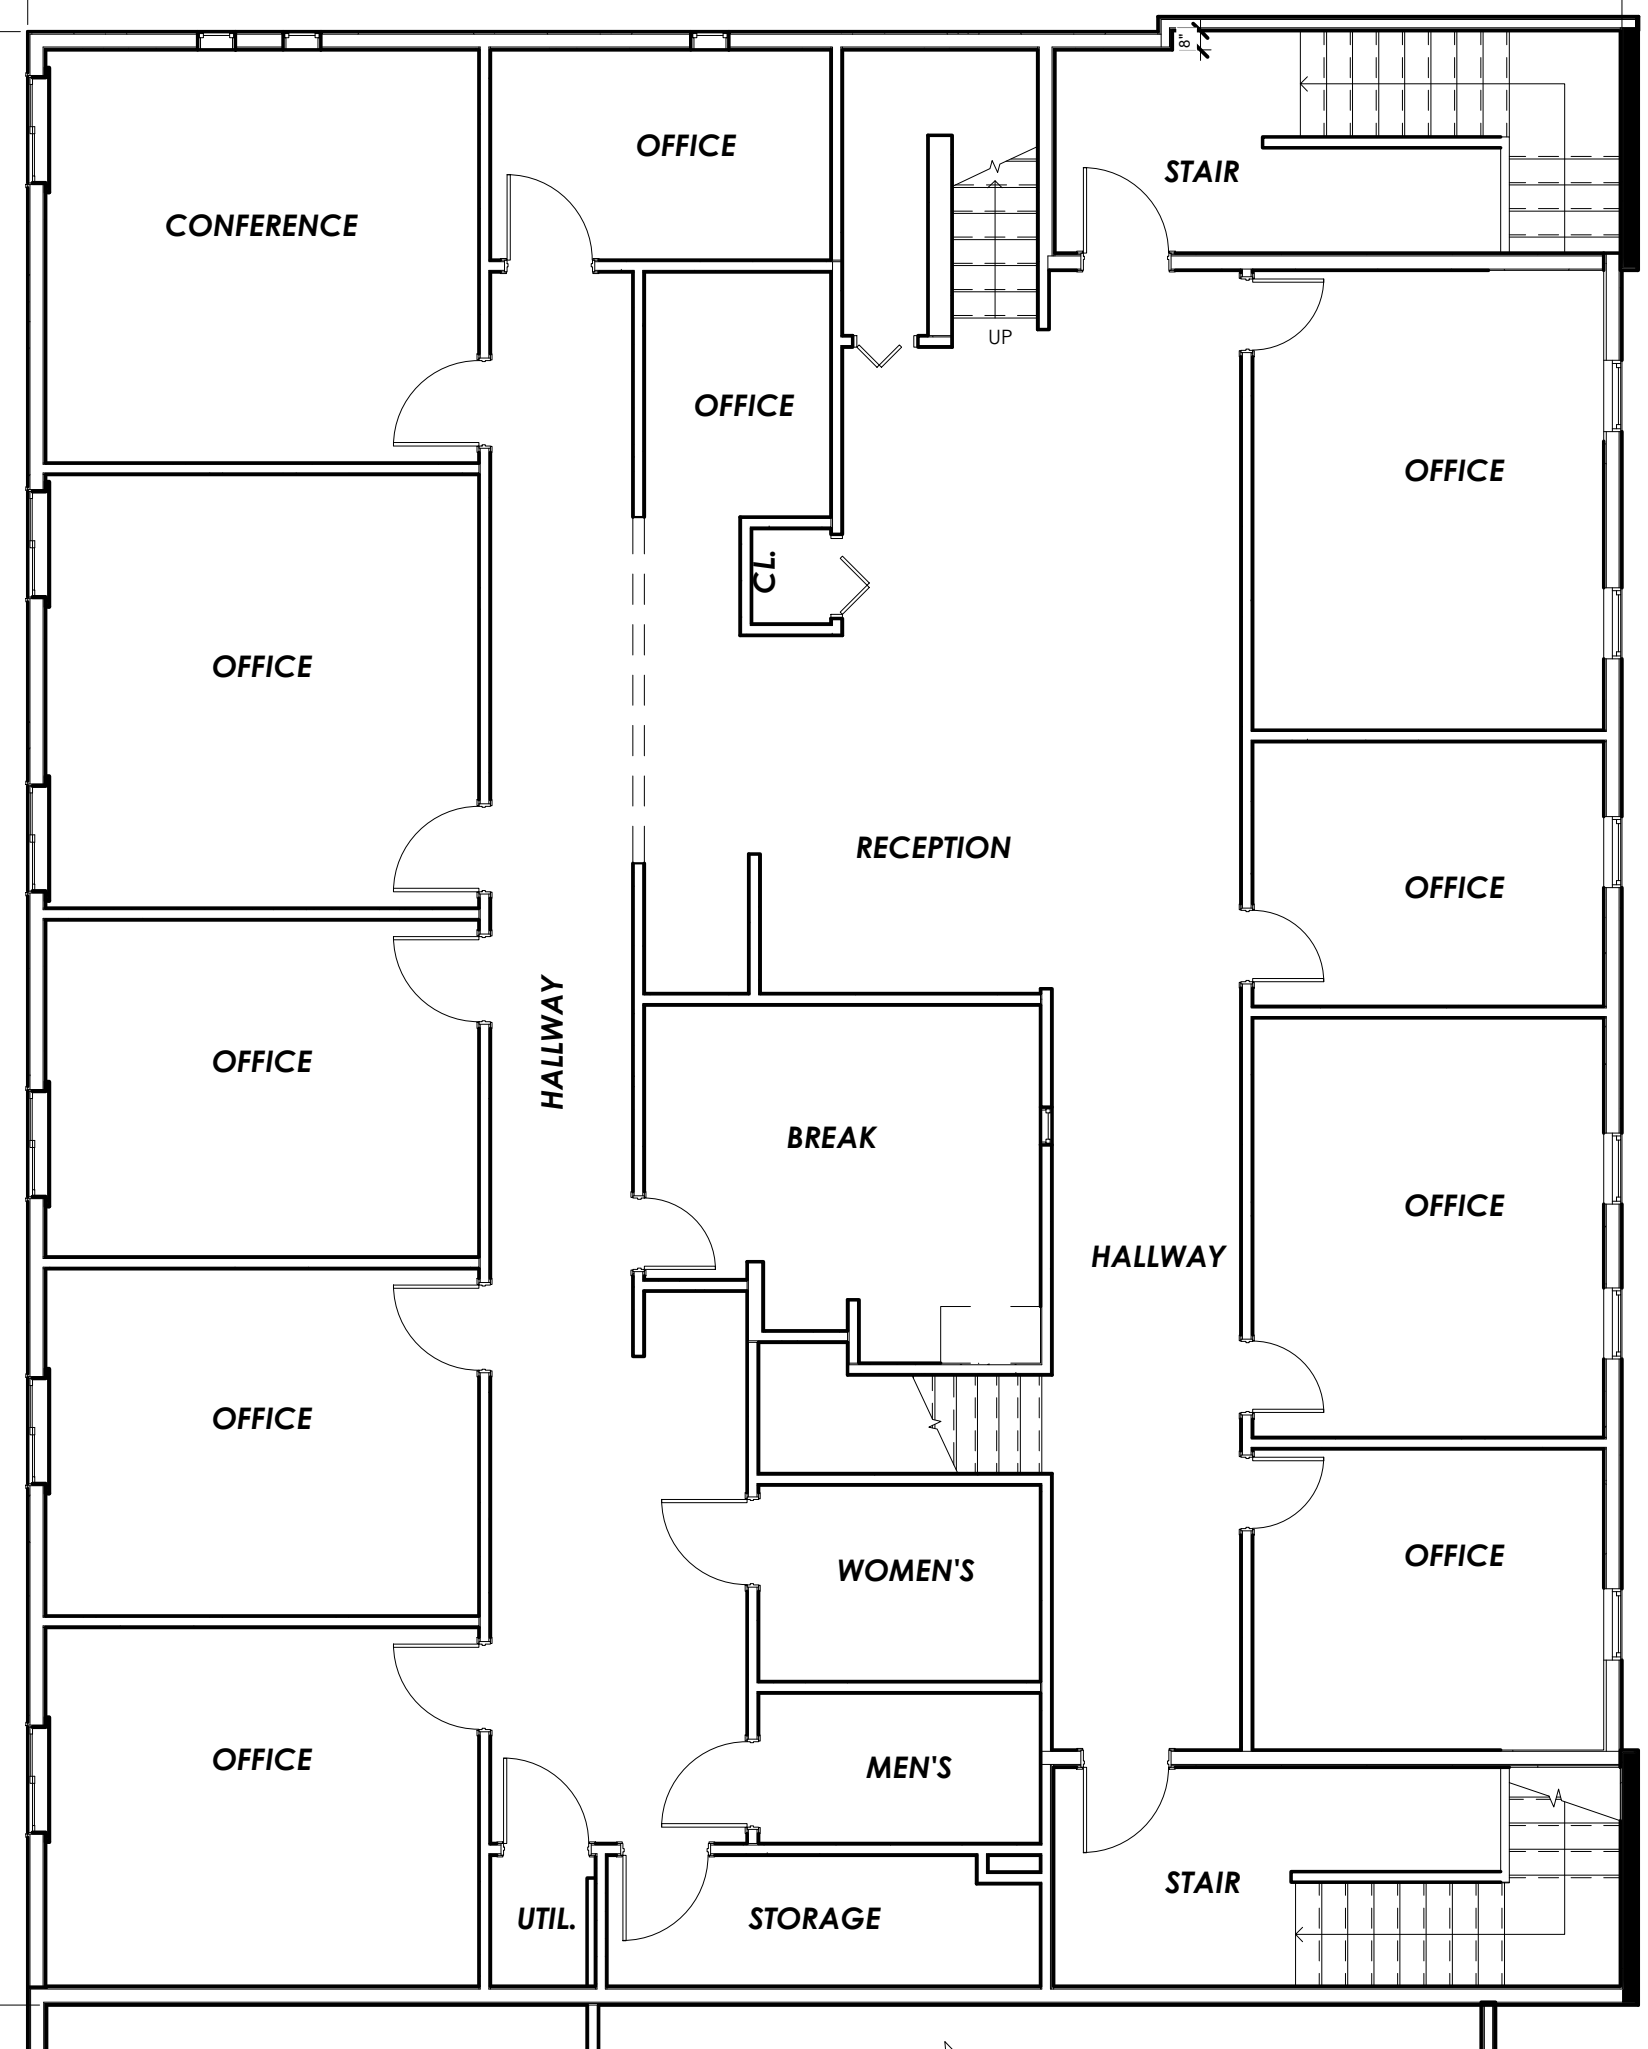 8"
OFFICE
STAIR
CONFERENCE
UP
OFFICE
OFFICE
CL.
OFFICE
RECEPTION
OFFICE
HALLWAY
OFFICE
BREAK
OFFICE
HALLWAY
OFFICE
OFFICE
WOMEN'S
OFFICE
MEN'S
STAIR
UTIL.
STORAGE